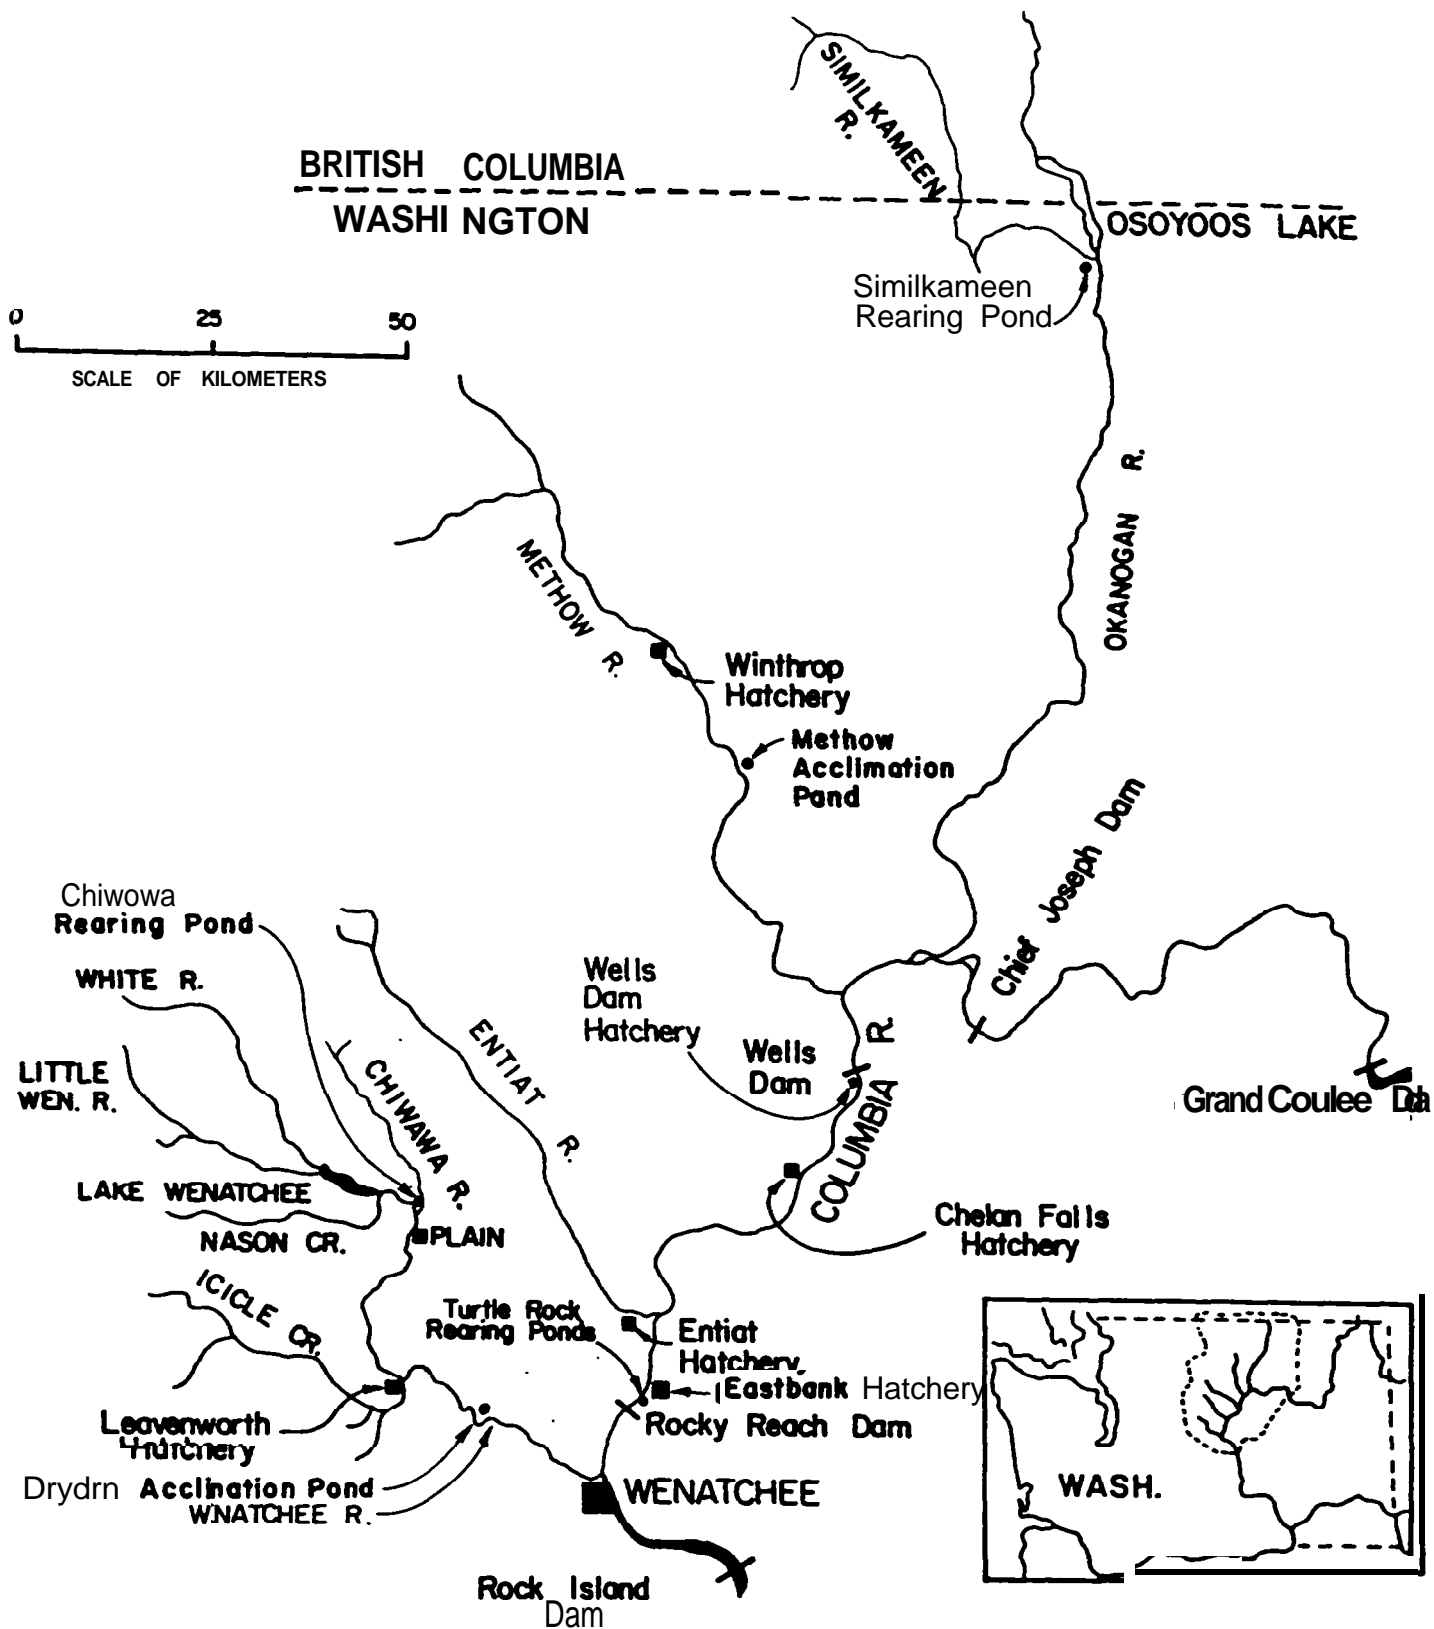 SIMILKAMEEN
R.
BRITISH COLUMBIA
WASHI NGTON
OSOYOOS LAKE
Similkameen
Rearing Pond
0 25 50
SCALE OF KILOMETERS
OKANOGAN R.
METHOW R.
Winthrop
Hatchery
Methow
Acclimation
Pand
Chief Joseph Dam
Chiwowa
Rearing Pond
WHITE R.
Wells
Dam
Hatchery
ENTIAT R.
Wells
Dam
COLUMBIA R.
LITTLE
WEN. R.
CHIWAWA R.
Grand Coulee
LAKE WENATCHEE
NASON CR.
PLAIN
Chelan Falls
Hatchery
ICICLE CR.
Turtle Rock
Rearing Ponds
Entiat
Hatchery
Eastbank Hatchery
Rocky Reach Dam
Leavenworth
Hatchery
Drydrn Acclination Pond
W.NATCHEE R.
WENATCHEE
Rock Island
Dam
WASH.